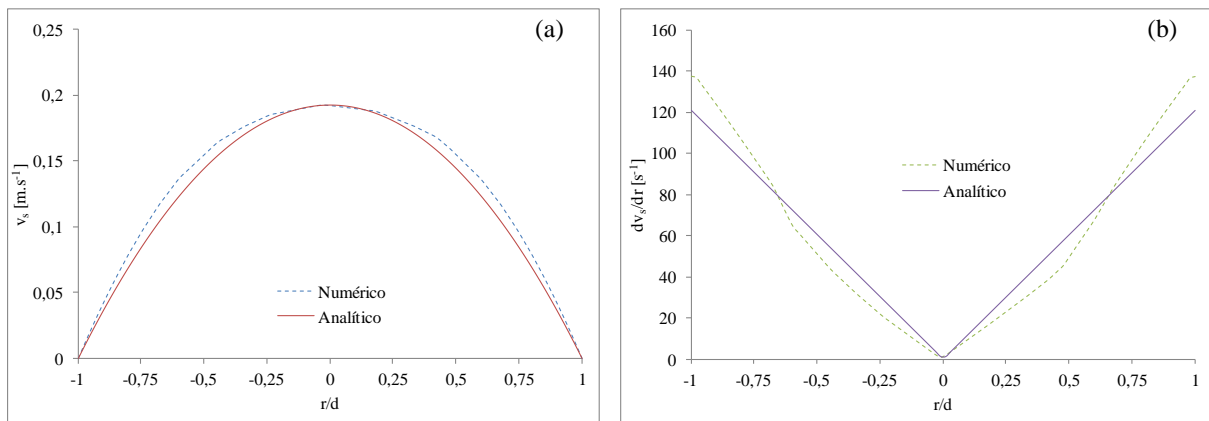 (a)
0,25
0,2
0,15
0,1
0,05
0
v_s [m.s^-1]
Numérico
Analítico
-1 -0,75 -0,5 -0,25 0 0,25 0,5 0,75 1
r/d
(b)
160
140
120
100
80
60
40
20
0
dv_s/dr [s^-1]
Numérico
Analítico
-1 -0,75 -0,5 -0,25 0 0,25 0,5 0,75 1
r/d